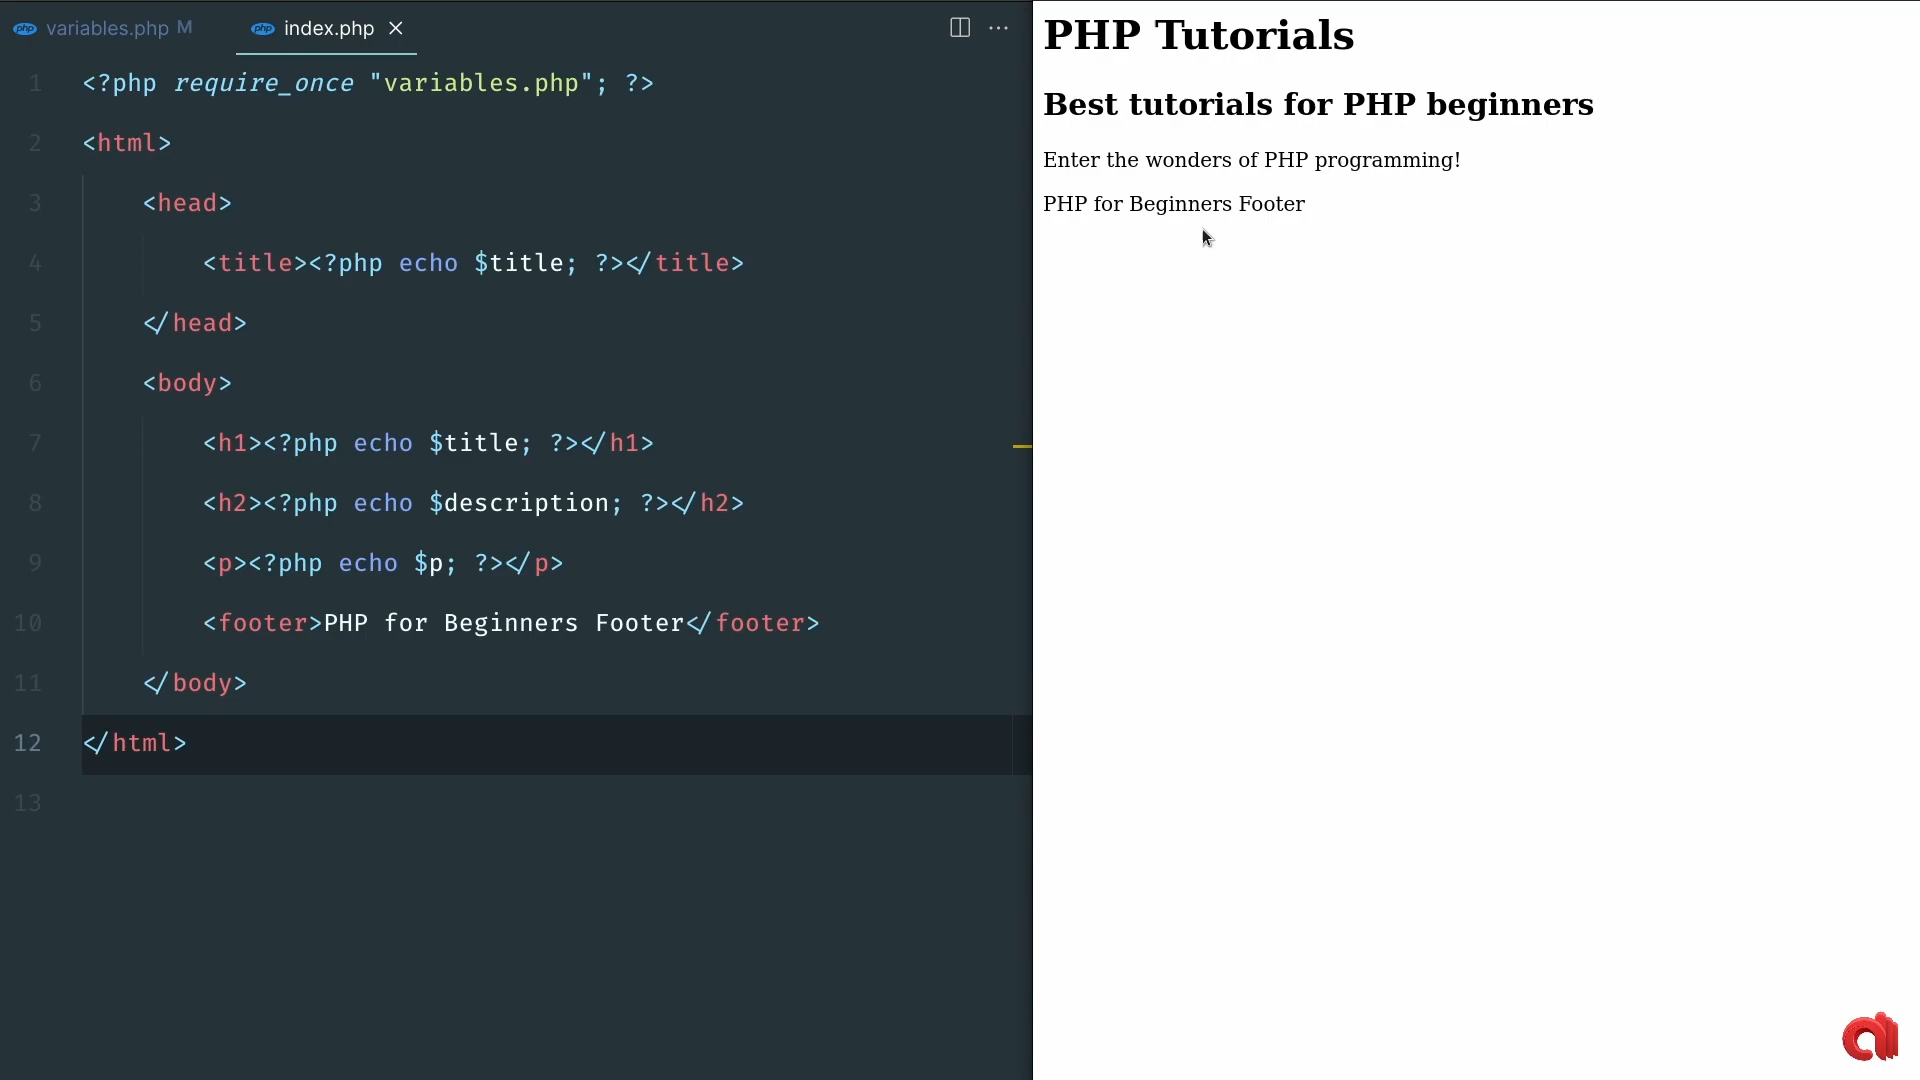 variables.php M
index.php
1 <?php require_once "variables.php"; ?>
2 <html>
3 <head>
4 <title><?php echo $title; ?></title>
5 </head>
6 <body>
7 <h1><?php echo $title; ?></h1>
8 <h2><?php echo $description; ?></h2>
9 <p><?php echo $p; ?></p>
10 <footer>PHP for Beginners Footer</footer>
11 </body>
12 </html>
13
PHP Tutorials
Best tutorials for PHP beginners
Enter the wonders of PHP programming!
PHP for Beginners Footer